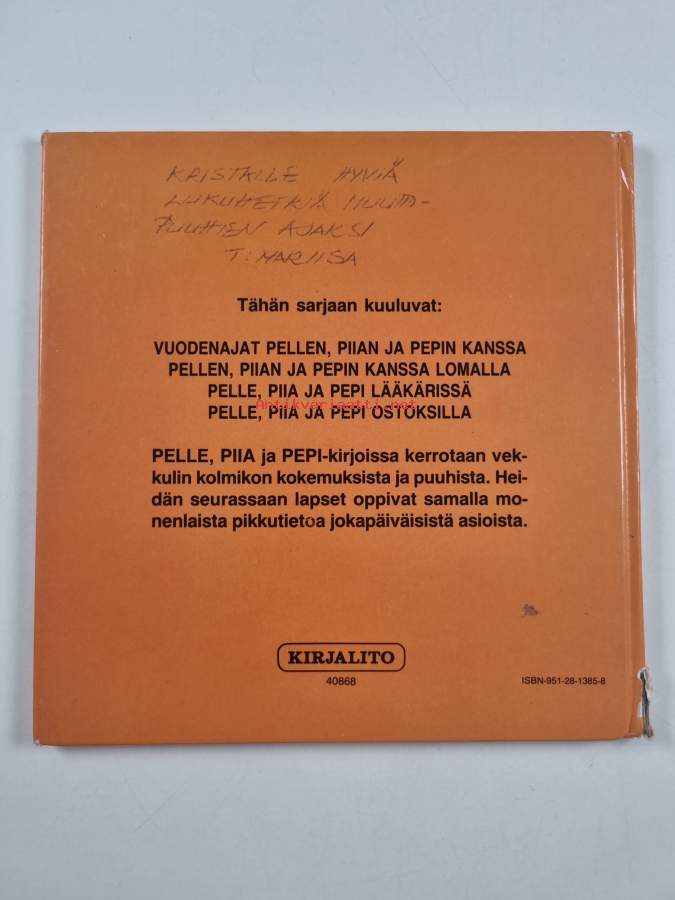 KRISTALLE HYVIÄ
LUKUHETKIÄ MUUTTO-
PUUHIEN AJAKSI
T: MARIISA
Tähän sarjaan kuuluvat:
VUODENAJAT PELLEN, PIIAN JA PEPIN KANSSA
PELLEN, PIIAN JA PEPIN KANSSA LOMALLA
PELLE, PIIA JA PEPI LÄÄKÄRISSÄ
Antikvariaatti.net
PELLE, PIIA JA PEPI OSTOKSILLA
PELLE, PIIA ja PEPI-kirjoissa kerrotaan vek-
kulin kolmikon kokemuksista ja puuhista. Hei-
dän seurassaan lapset oppivat samalla mo-
nenlaista pikkutietoa jokapäiväisistä asioista.
KIRJALITO
40868
ISBN-951-28-1385-8